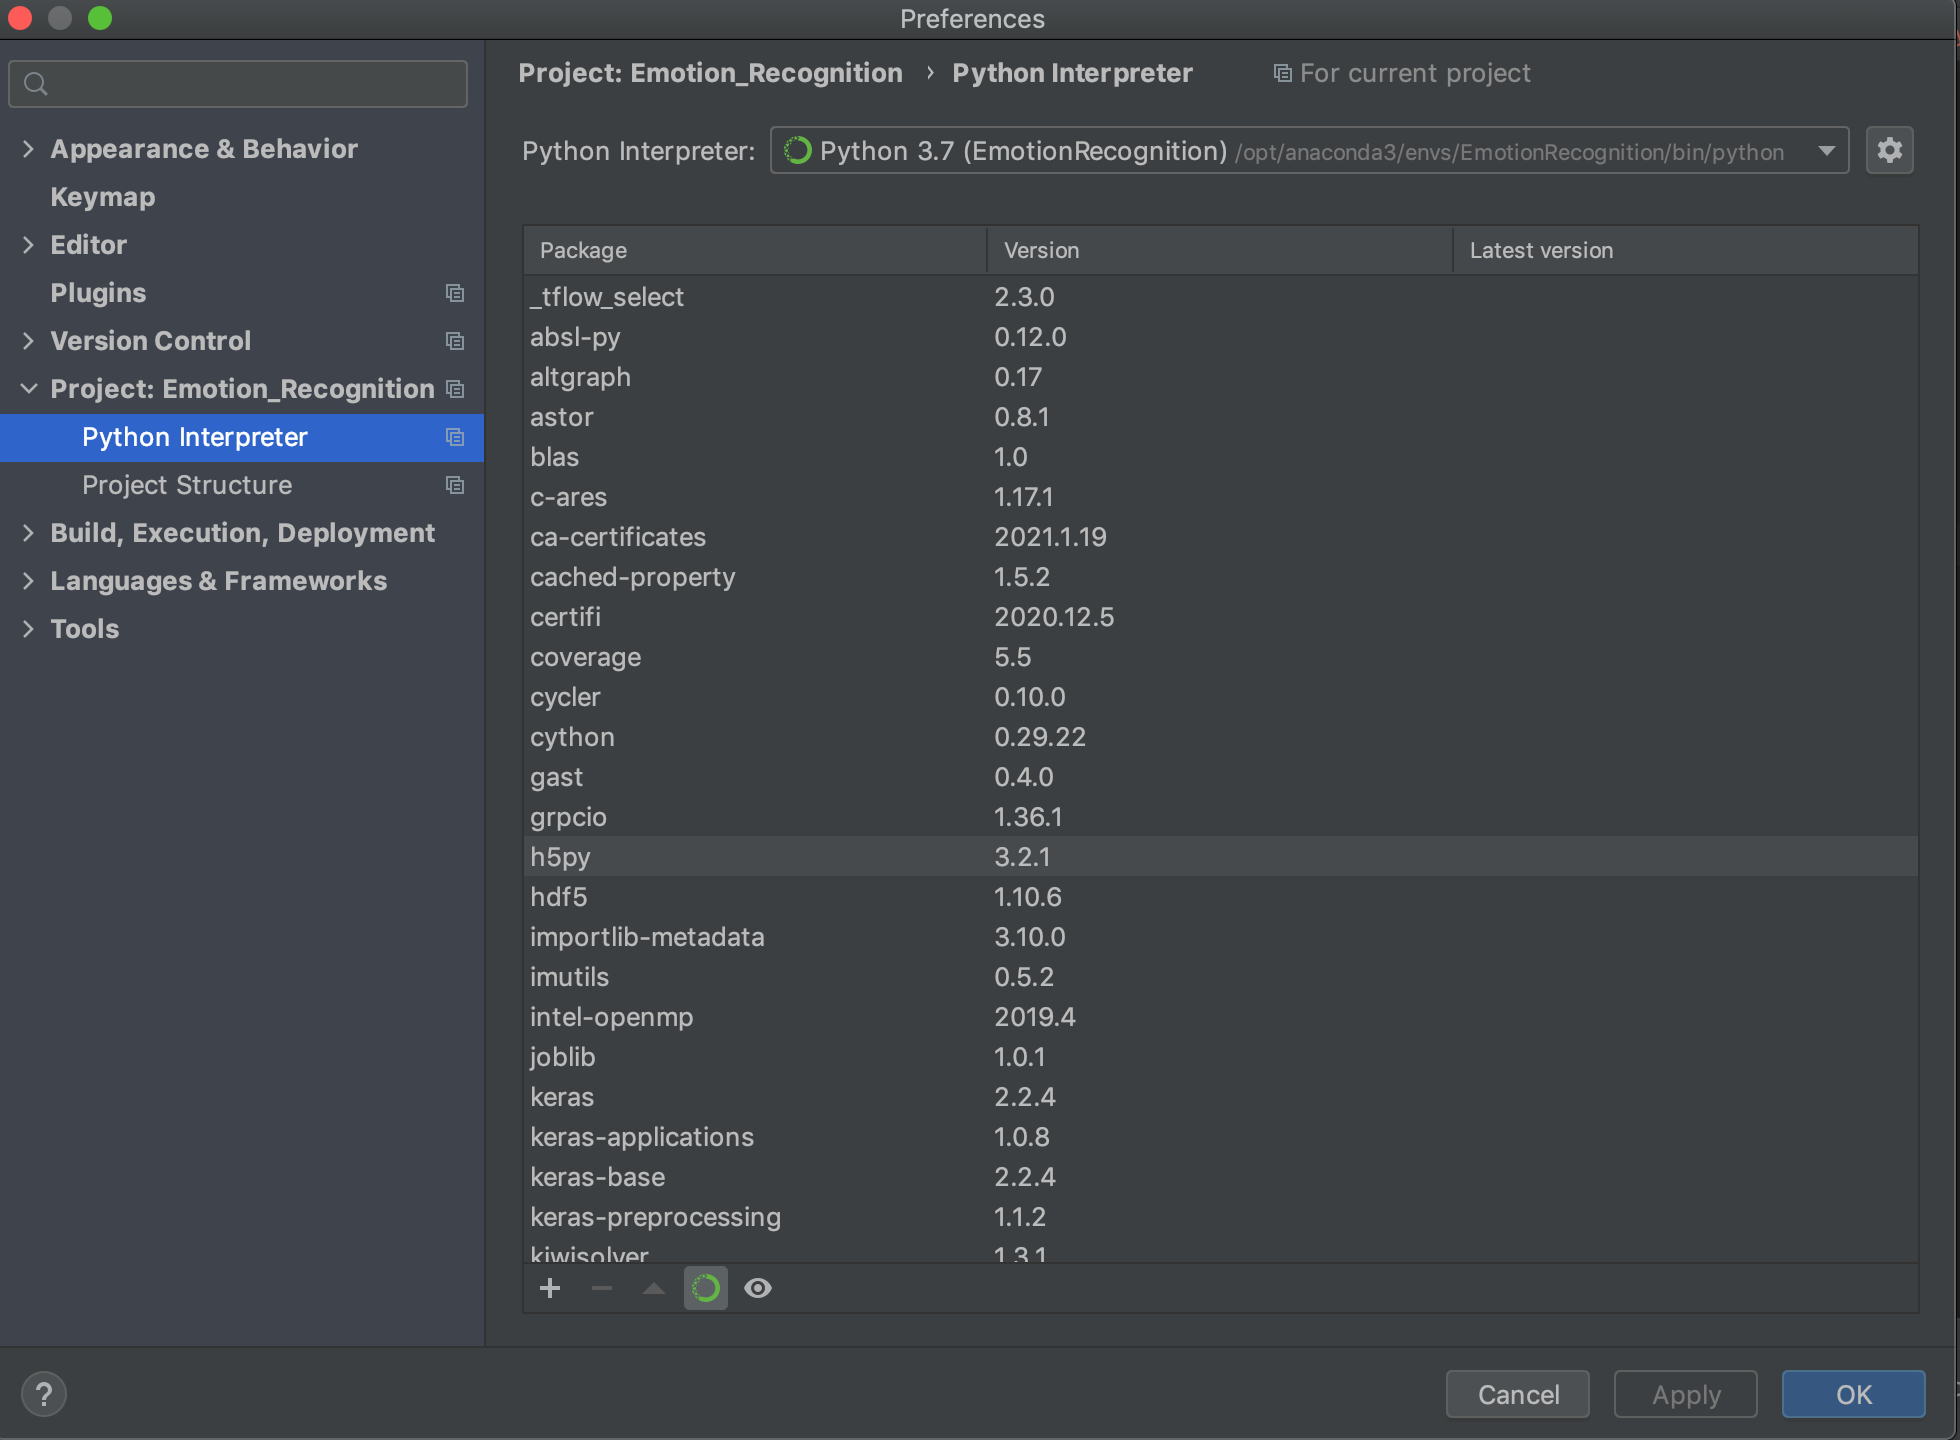 Preferences
Appearance & Behavior
Keymap
Editor
Plugins
Version Control
Project: Emotion_Recognition
Python Interpreter
Project Structure
Build, Execution, Deployment
Languages & Frameworks
Tools
Project: Emotion_Recognition › Python Interpreter For current project
Python Interpreter: Python 3.7 (EmotionRecognition) /opt/anaconda3/envs/EmotionRecognition/bin/python
Package Version Latest version
_tflow_select 2.3.0
absl-py 0.12.0
altgraph 0.17
astor 0.8.1
blas 1.0
c-ares 1.17.1
ca-certificates 2021.1.19
cached-property 1.5.2
certifi 2020.12.5
coverage 5.5
cycler 0.10.0
cython 0.29.22
gast 0.4.0
grpcio 1.36.1
h5py 3.2.1
hdf5 1.10.6
importlib-metadata 3.10.0
imutils 0.5.2
intel-openmp 2019.4
joblib 1.0.1
keras 2.2.4
keras-applications 1.0.8
keras-base 2.2.4
keras-preprocessing 1.1.2
kiwisolver 1.3.1
?
Cancel Apply OK